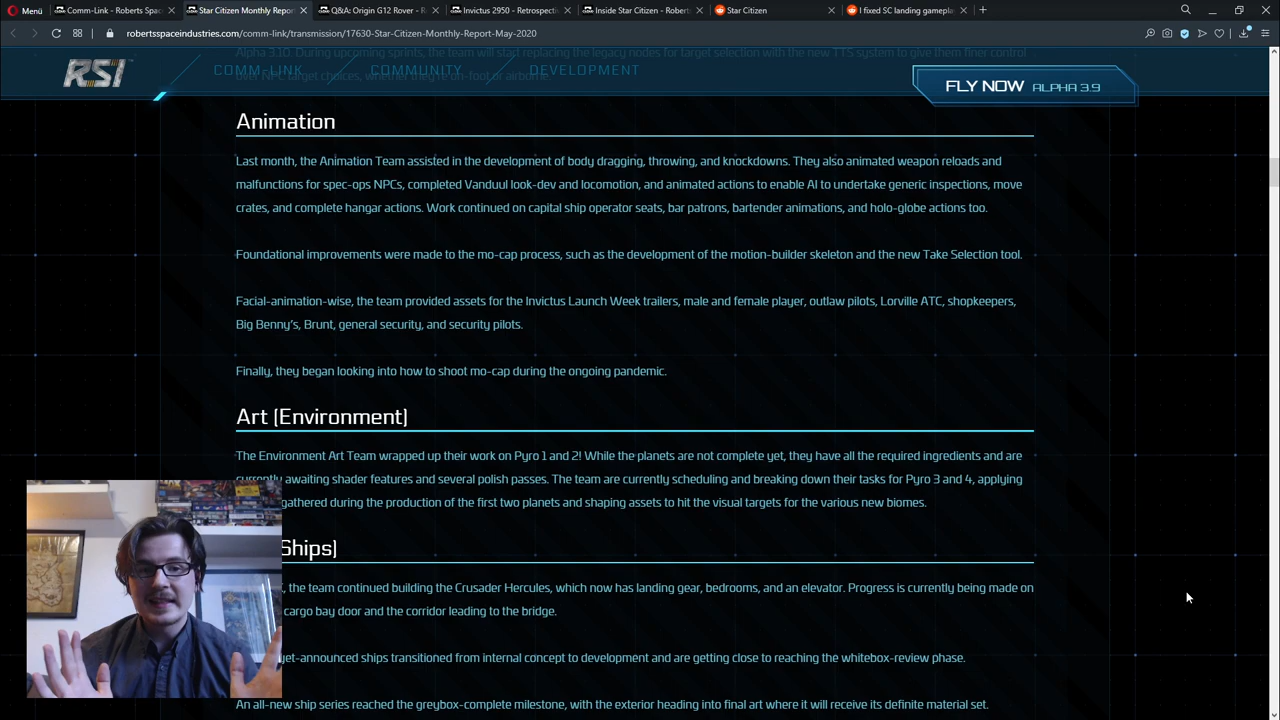 Menü
Comm-Link - Roberts Spac
Star Citizen Monthly Repor
Q&A: Origin G12 Rover - R
Invictus 2950 - Retrospecti
Inside Star Citizen - Robert
Star Citizen
I fixed SC landing gamepla
robertsspaceindustries.com/comm-link/transmission/17630-Star-Citizen-Monthly-Report-May-2020
Alpha 3.10. During upcoming sprints, the team will start replacing the legacy nodes for target selection with the new TTS system to give them finer control
over NPC target choices, whether they're on-foot or airborne.
RSI
COMM-LINK
COMMUNITY
DEVELOPMENT
FLY NOW ALPHA 3.9
Animation
Last month, the Animation Team assisted in the development of body dragging, throwing, and knockdowns. They also animated weapon reloads and
malfunctions for spec-ops NPCs, completed Vanduul look-dev and locomotion, and animated actions to enable AI to undertake generic inspections, move
crates, and complete hangar actions. Work continued on capital ship operator seats, bar patrons, bartender animations, and holo-globe actions too.
Foundational improvements were made to the mo-cap process, such as the development of the motion-builder skeleton and the new Take Selection tool.
Facial-animation-wise, the team provided assets for the Invictus Launch Week trailers, male and female player, outlaw pilots, Lorville ATC, shopkeepers,
Big Benny's, Brunt, general security, and security pilots.
Finally, they began looking into how to shoot mo-cap during the ongoing pandemic.
Art (Environment)
The Environment Art Team wrapped up their work on Pyro 1 and 2! While the planets are not complete yet, they have all the required ingredients and are
currently awaiting shader features and several polish passes. The team are currently scheduling and breaking down their tasks for Pyro 3 and 4, applying
gathered during the production of the first two planets and shaping assets to hit the visual targets for the various new biomes.
Ships)
the team continued building the Crusader Hercules, which now has landing gear, bedrooms, and an elevator. Progress is currently being made on
cargo bay door and the corridor leading to the bridge.
yet-announced ships transitioned from internal concept to development and are getting close to reaching the whitebox-review phase.
An all-new ship series reached the greybox-complete milestone, with the exterior heading into final art where it will receive its definite material set.